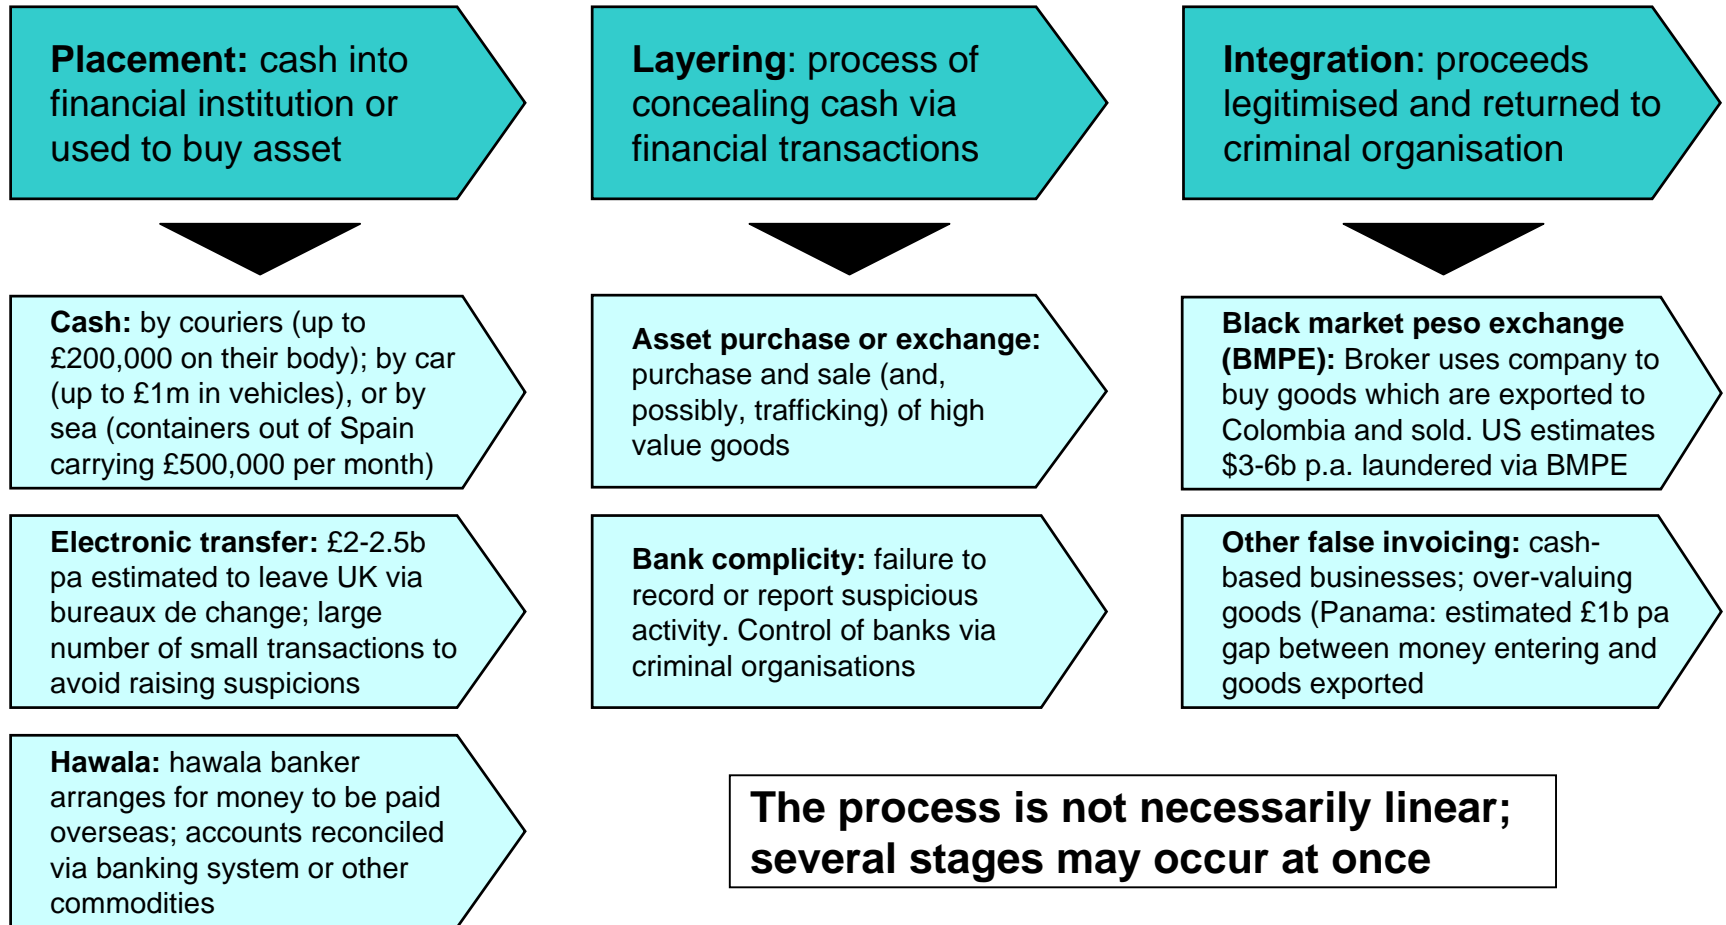 Placement: cash into
financial institution or
used to buy asset
Layering: process of
concealing cash via
financial transactions
Integration: proceeds
legitimised and returned to
criminal organisation
Cash: by couriers (up to
£200,000 on their body); by car
(up to £1m in vehicles), or by
sea (containers out of Spain
carrying £500,000 per month)
Asset purchase or exchange:
purchase and sale (and,
possibly, trafficking) of high
value goods
Black market peso exchange
(BMPE): Broker uses company to
buy goods which are exported to
Colombia and sold. US estimates
$3-6b p.a. laundered via BMPE
Electronic transfer: £2-2.5b
pa estimated to leave UK via
bureaux de change; large
number of small transactions to
avoid raising suspicions
Bank complicity: failure to
record or report suspicious
activity. Control of banks via
criminal organisations
Other false invoicing: cash-
based businesses; over-valuing
goods (Panama: estimated £1b pa
gap between money entering and
goods exported
Hawala: hawala banker
arranges for money to be paid
overseas; accounts reconciled
via banking system or other
commodities
The process is not necessarily linear;
several stages may occur at once